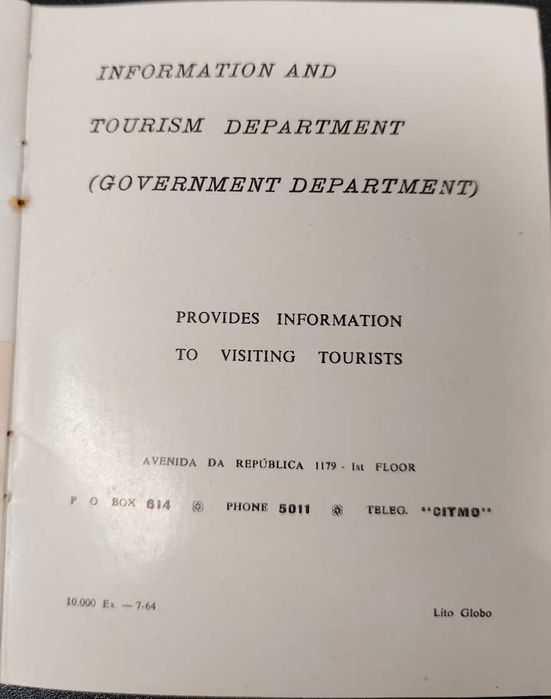 INFORMATION AND
TOURISM DEPARTMENT
(GOVERNMENT DEPARTMENT)
PROVIDES INFORMATION
TO VISITING TOURISTS
AVENIDA DA REPÚBLICA 1179 - 1st FLOOR
P. O BOX 614 PHONE 5011 TELEG. "CITMO"
10.000 Ex. — 7-64
Lito Globo